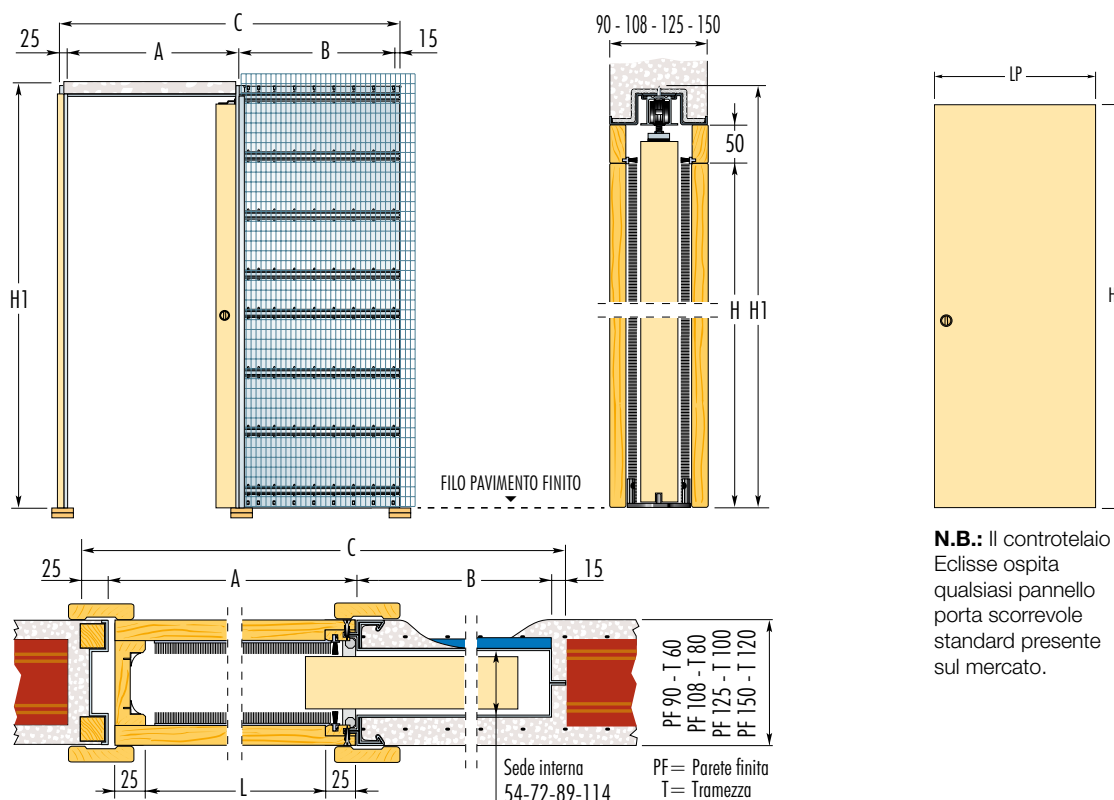 C
25
A
B
15
H1
FILO PAVIMENTO FINITO
90 - 108 - 125 - 150
50
H
H1
LP
H
N.B.: Il controtelaio
Eclisse ospita
qualsiasi pannello
porta scorrevole
standard presente
sul mercato.
C
25
A
B
15
25
L
25
Sede interna
54-72-89-114
PF 90 - T 60
PF 108 - T 80
PF 125 - T 100
PF 150 - T 120
PF= Parete finita
T= Tramezza